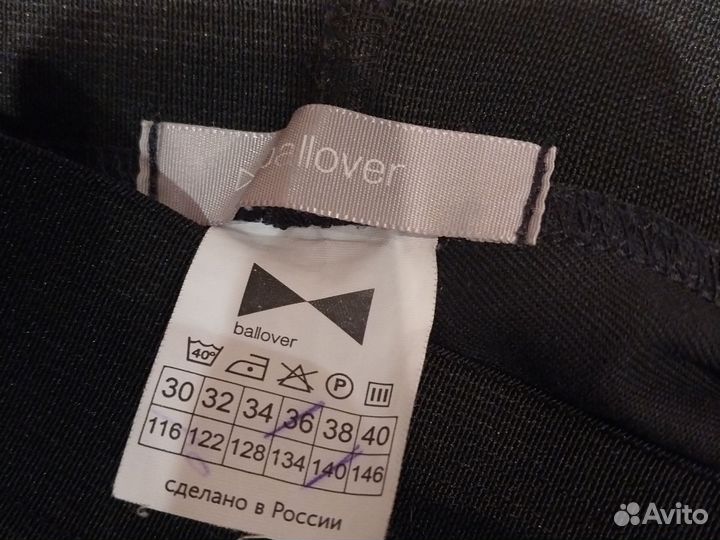 ballover
ballover
40°
P
30 32 34 36 38 40
116 122 128 134 140 146
сделано в России
Avito